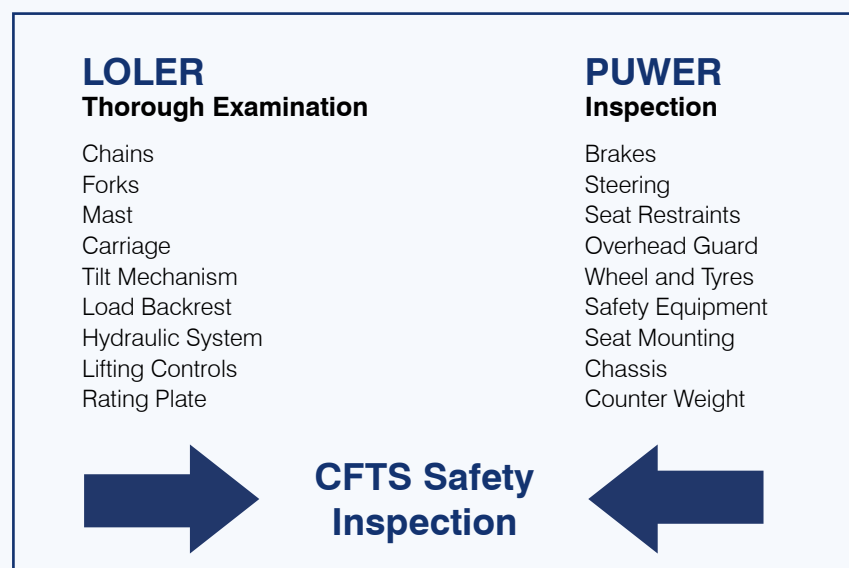 LOLER
Thorough Examination
Chains
Forks
Mast
Carriage
Tilt Mechanism
Load Backrest
Hydraulic System
Lifting Controls
Rating Plate
PUWER
Inspection
Brakes
Steering
Seat Restraints
Overhead Guard
Wheel and Tyres
Safety Equipment
Seat Mounting
Chassis
Counter Weight
CFTS Safety
Inspection